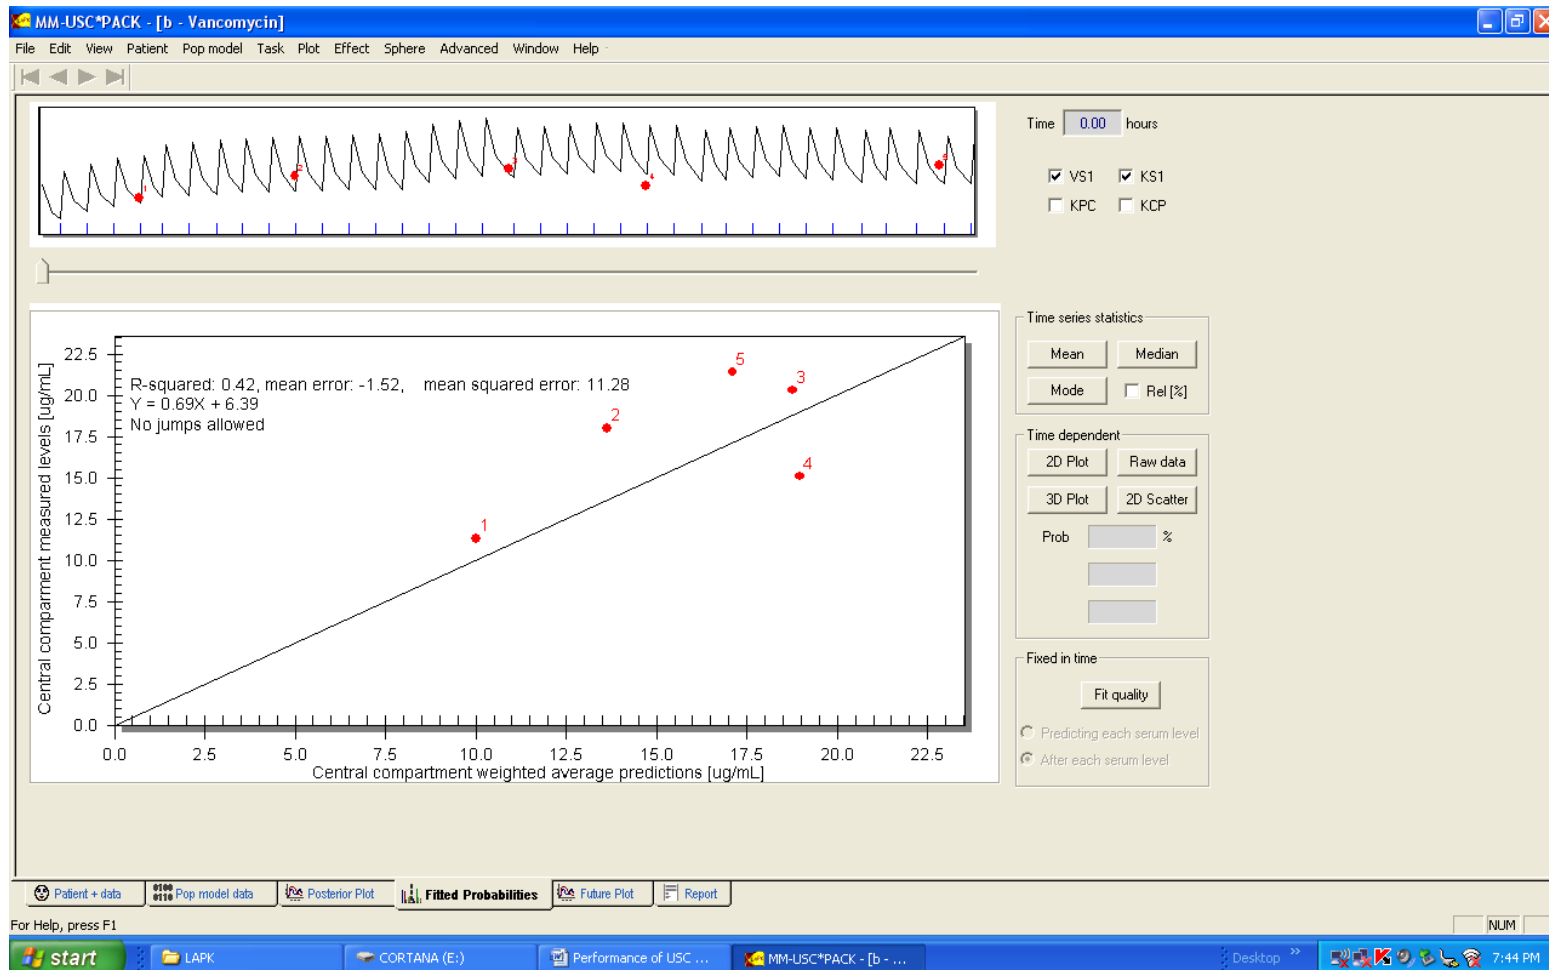 MM-USC*PACK - [b - Vancomycin]
File Edit View Patient Pop model Task Plot Effect Sphere Advanced Window Help
1 2 3 4 5
Time 0.00 hours
VS1 KS1
KPC KCP
Central comparment measured levels [ug/mL]
22.5
20.0
17.5
15.0
12.5
10.0
7.5
5.0
2.5
0.0
R-squared: 0.42, mean error: -1.52, mean squared error: 11.28
Y = 0.69X + 6.39
No jumps allowed
5
3
2
4
1
0.0 2.5 5.0 7.5 10.0 12.5 15.0 17.5 20.0 22.5
Central compartment weighted average predictions [ug/mL]
Time series statistics
Mean Median
Mode Rel [%]
Time dependent
2D Plot Raw data
3D Plot 2D Scatter
Prob %
Fixed in time
Fit quality
Predicting each serum level
After each serum level
Patient + data Pop model data Posterior Plot Fitted Probabilities Future Plot Report
For Help, press F1 NUM
start LAPK CORTANA (E:) Performance of USC ... MM-USC*PACK - [b - ... Desktop » 7:44 PM